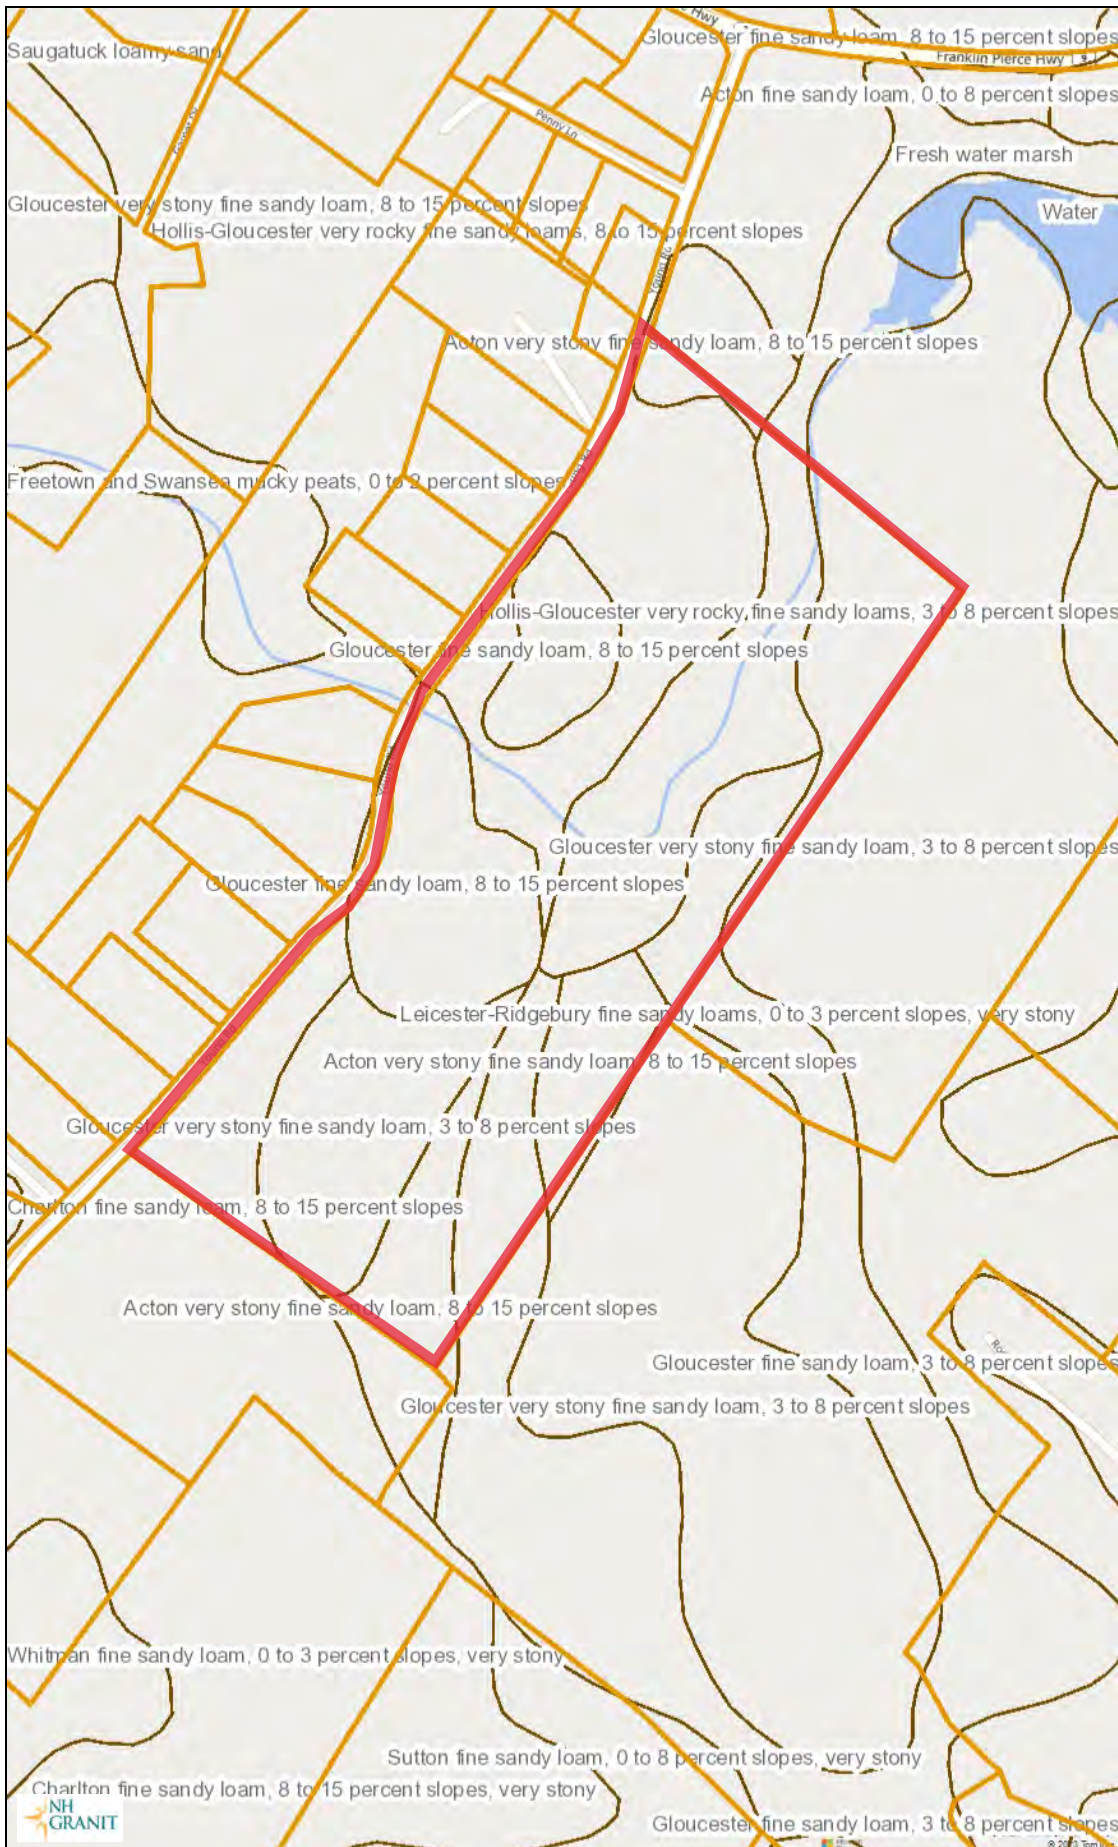 Hwy
Gloucester fine sandy loam, 8 to 15 percent slopes
Saugatuck loamy sand
Franklin Pierce Hwy
9
Acton fine sandy loam, 0 to 8 percent slopes
Penny Ln
Fresh water marsh
Gloucester very stony fine sandy loam, 8 to 15 percent slopes
Water
Hollis-Gloucester very rocky fine sandy loams, 8 to 15 percent slopes
Young Rd
Acton very stony fine sandy loam, 8 to 15 percent slopes
Freetown and Swansea mucky peats, 0 to 2 percent slopes
Hollis-Gloucester very rocky fine sandy loams, 3 to 8 percent slopes
Gloucester fine sandy loam, 8 to 15 percent slopes
Gloucester very stony fine sandy loam, 3 to 8 percent slopes
Gloucester fine sandy loam, 8 to 15 percent slopes
Leicester-Ridgebury fine sandy loams, 0 to 3 percent slopes, very stony
Young Rd
Acton very stony fine sandy loam, 8 to 15 percent slopes
Gloucester very stony fine sandy loam, 3 to 8 percent slopes
Charlton fine sandy loam, 8 to 15 percent slopes
Acton very stony fine sandy loam, 8 to 15 percent slopes
Gloucester fine sandy loam, 3 to 8 percent slopes
Gloucester very stony fine sandy loam, 3 to 8 percent slopes
Whitman fine sandy loam, 0 to 3 percent slopes, very stony
Sutton fine sandy loam, 0 to 8 percent slopes, very stony
Charlton fine sandy loam, 8 to 15 percent slopes, very stony
NH
GRANIT
Gloucester fine sandy loam, 3 to 8 percent slopes